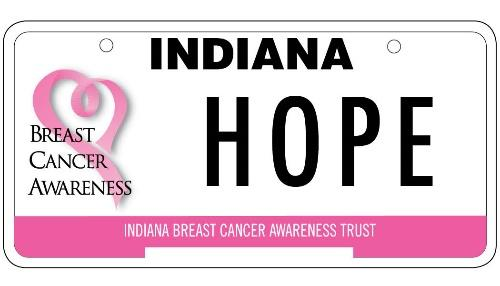 INDIANA
HOPE
BREAST
CANCER
AWARENESS
INDIANA BREAST CANCER AWARENESS TRUST